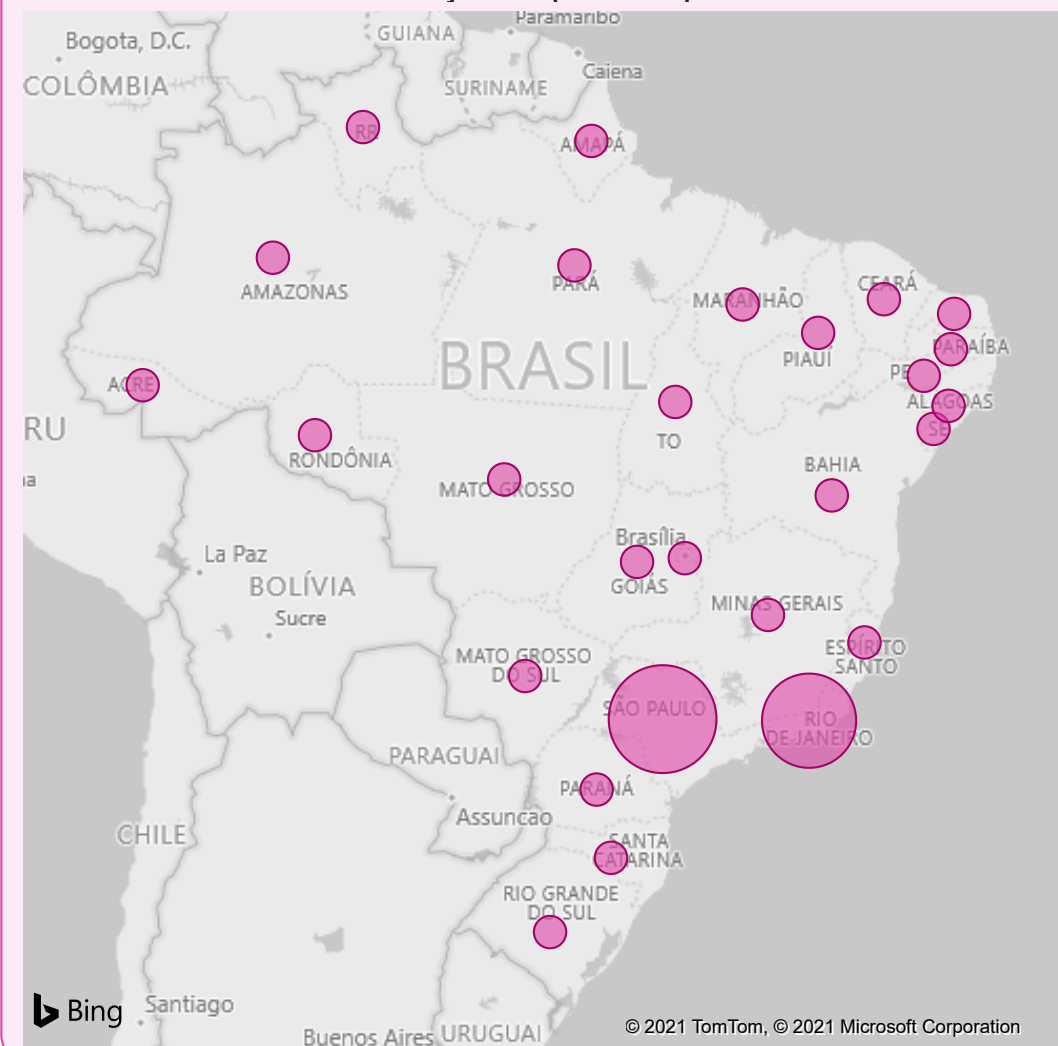 Paramaribo
GUIANA
Bogota, D.C.
Caiena
COLÔMBIA
SURINAME
RR
AMAPÁ
PARÁ
CEARÁ
AMAZONAS
MARANHÃO
PARAÍBA
PIAUÍ
BRASIL
PE
ACRE
ALAGOAS
RU
SE
TO
RONDÔNIA
BAHIA
a
MATO GROSSO
Brasília
La Paz
BOLÍVIA
GOIÁS
MINAS GERAIS
Sucre
ESPÍRITO
SANTO
MATO GROSSO
DO SUL
SÃO PAULO
RIO
DE JANEIRO
PARAGUAI
PARANÁ
Assuncao
CHILE
SANTA
CATARINA
RIO GRANDE
DO SUL
Santiago
Bing
© 2021 TomTom, © 2021 Microsoft Corporation
Buenos Aires
URUGUAI